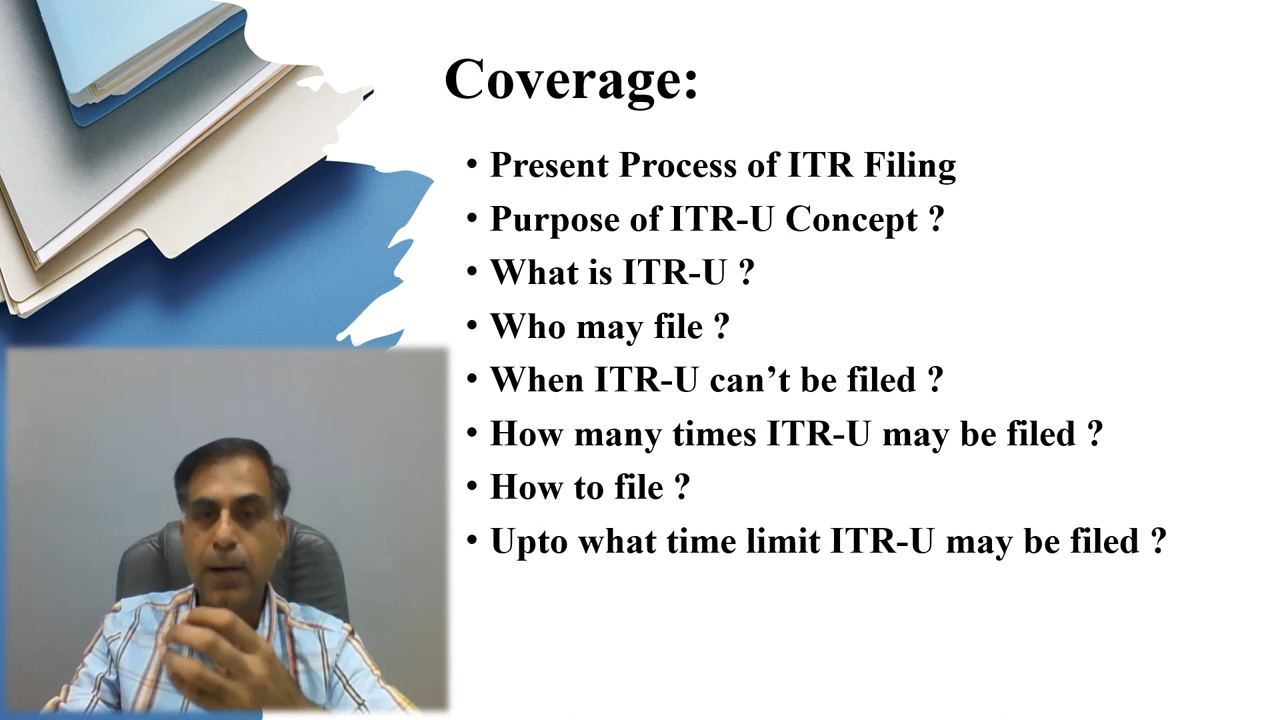 Coverage:
• Present Process of ITR Filing
• Purpose of ITR-U Concept ?
• What is ITR-U ?
• Who may file ?
• When ITR-U can’t be filed ?
• How many times ITR-U may be filed ?
• How to file ?
• Upto what time limit ITR-U may be filed ?